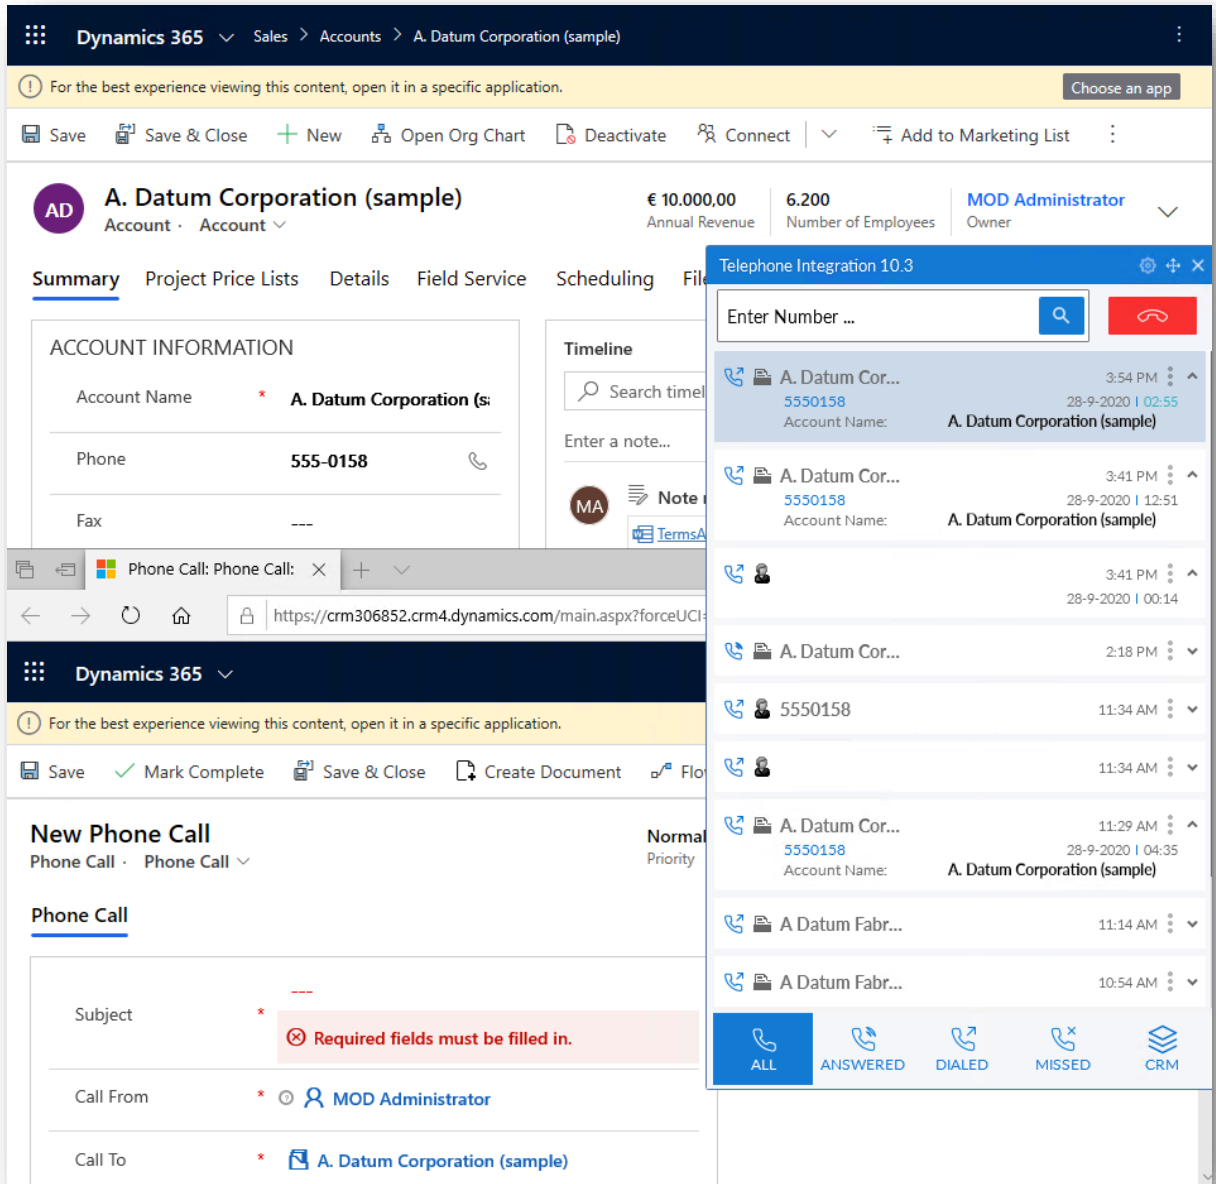 Dynamics 365 Sales > Accounts > A. Datum Corporation (sample)
For the best experience viewing this content, open it in a specific application. Choose an app
Save Save & Close New Open Org Chart Deactivate Connect Add to Marketing List
AD
A. Datum Corporation (sample)
Account · Account
€ 10.000,00
Annual Revenue
6.200
Number of Employees
MOD Administrator
Owner
Summary Project Price Lists Details Field Service Scheduling
ACCOUNT INFORMATION
Account Name * A. Datum Corporation (sa
Phone 555-0158
Fax ---
Timeline
Search timel
Enter a note...
MA
Note
TermsA
Telephone Integration 10.3
Enter Number ...
A. Datum Cor... 3:54 PM
5550158 28-9-2020 | 02:55
Account Name: A. Datum Corporation (sample)
A. Datum Cor... 3:41 PM
5550158 28-9-2020 | 12:51
Account Name: A. Datum Corporation (sample)
3:41 PM
28-9-2020 | 00:14
A. Datum Cor... 2:18 PM
5550158 11:34 AM
11:34 AM
A. Datum Cor... 11:29 AM
5550158 28-9-2020 | 04:35
Account Name: A. Datum Corporation (sample)
A Datum Fabr... 11:14 AM
A Datum Fabr... 10:54 AM
ALL ANSWERED DIALED MISSED CRM
Phone Call: Phone Call:
https://crm306852.crm4.dynamics.com/main.aspx?forceUCI=
Dynamics 365
For the best experience viewing this content, open it in a specific application.
Save Mark Complete Save & Close Create Document Flo
New Phone Call
Phone Call · Phone Call
Normal
Priority
Phone Call
Subject * ---
Required fields must be filled in.
Call From * MOD Administrator
Call To * A. Datum Corporation (sample)